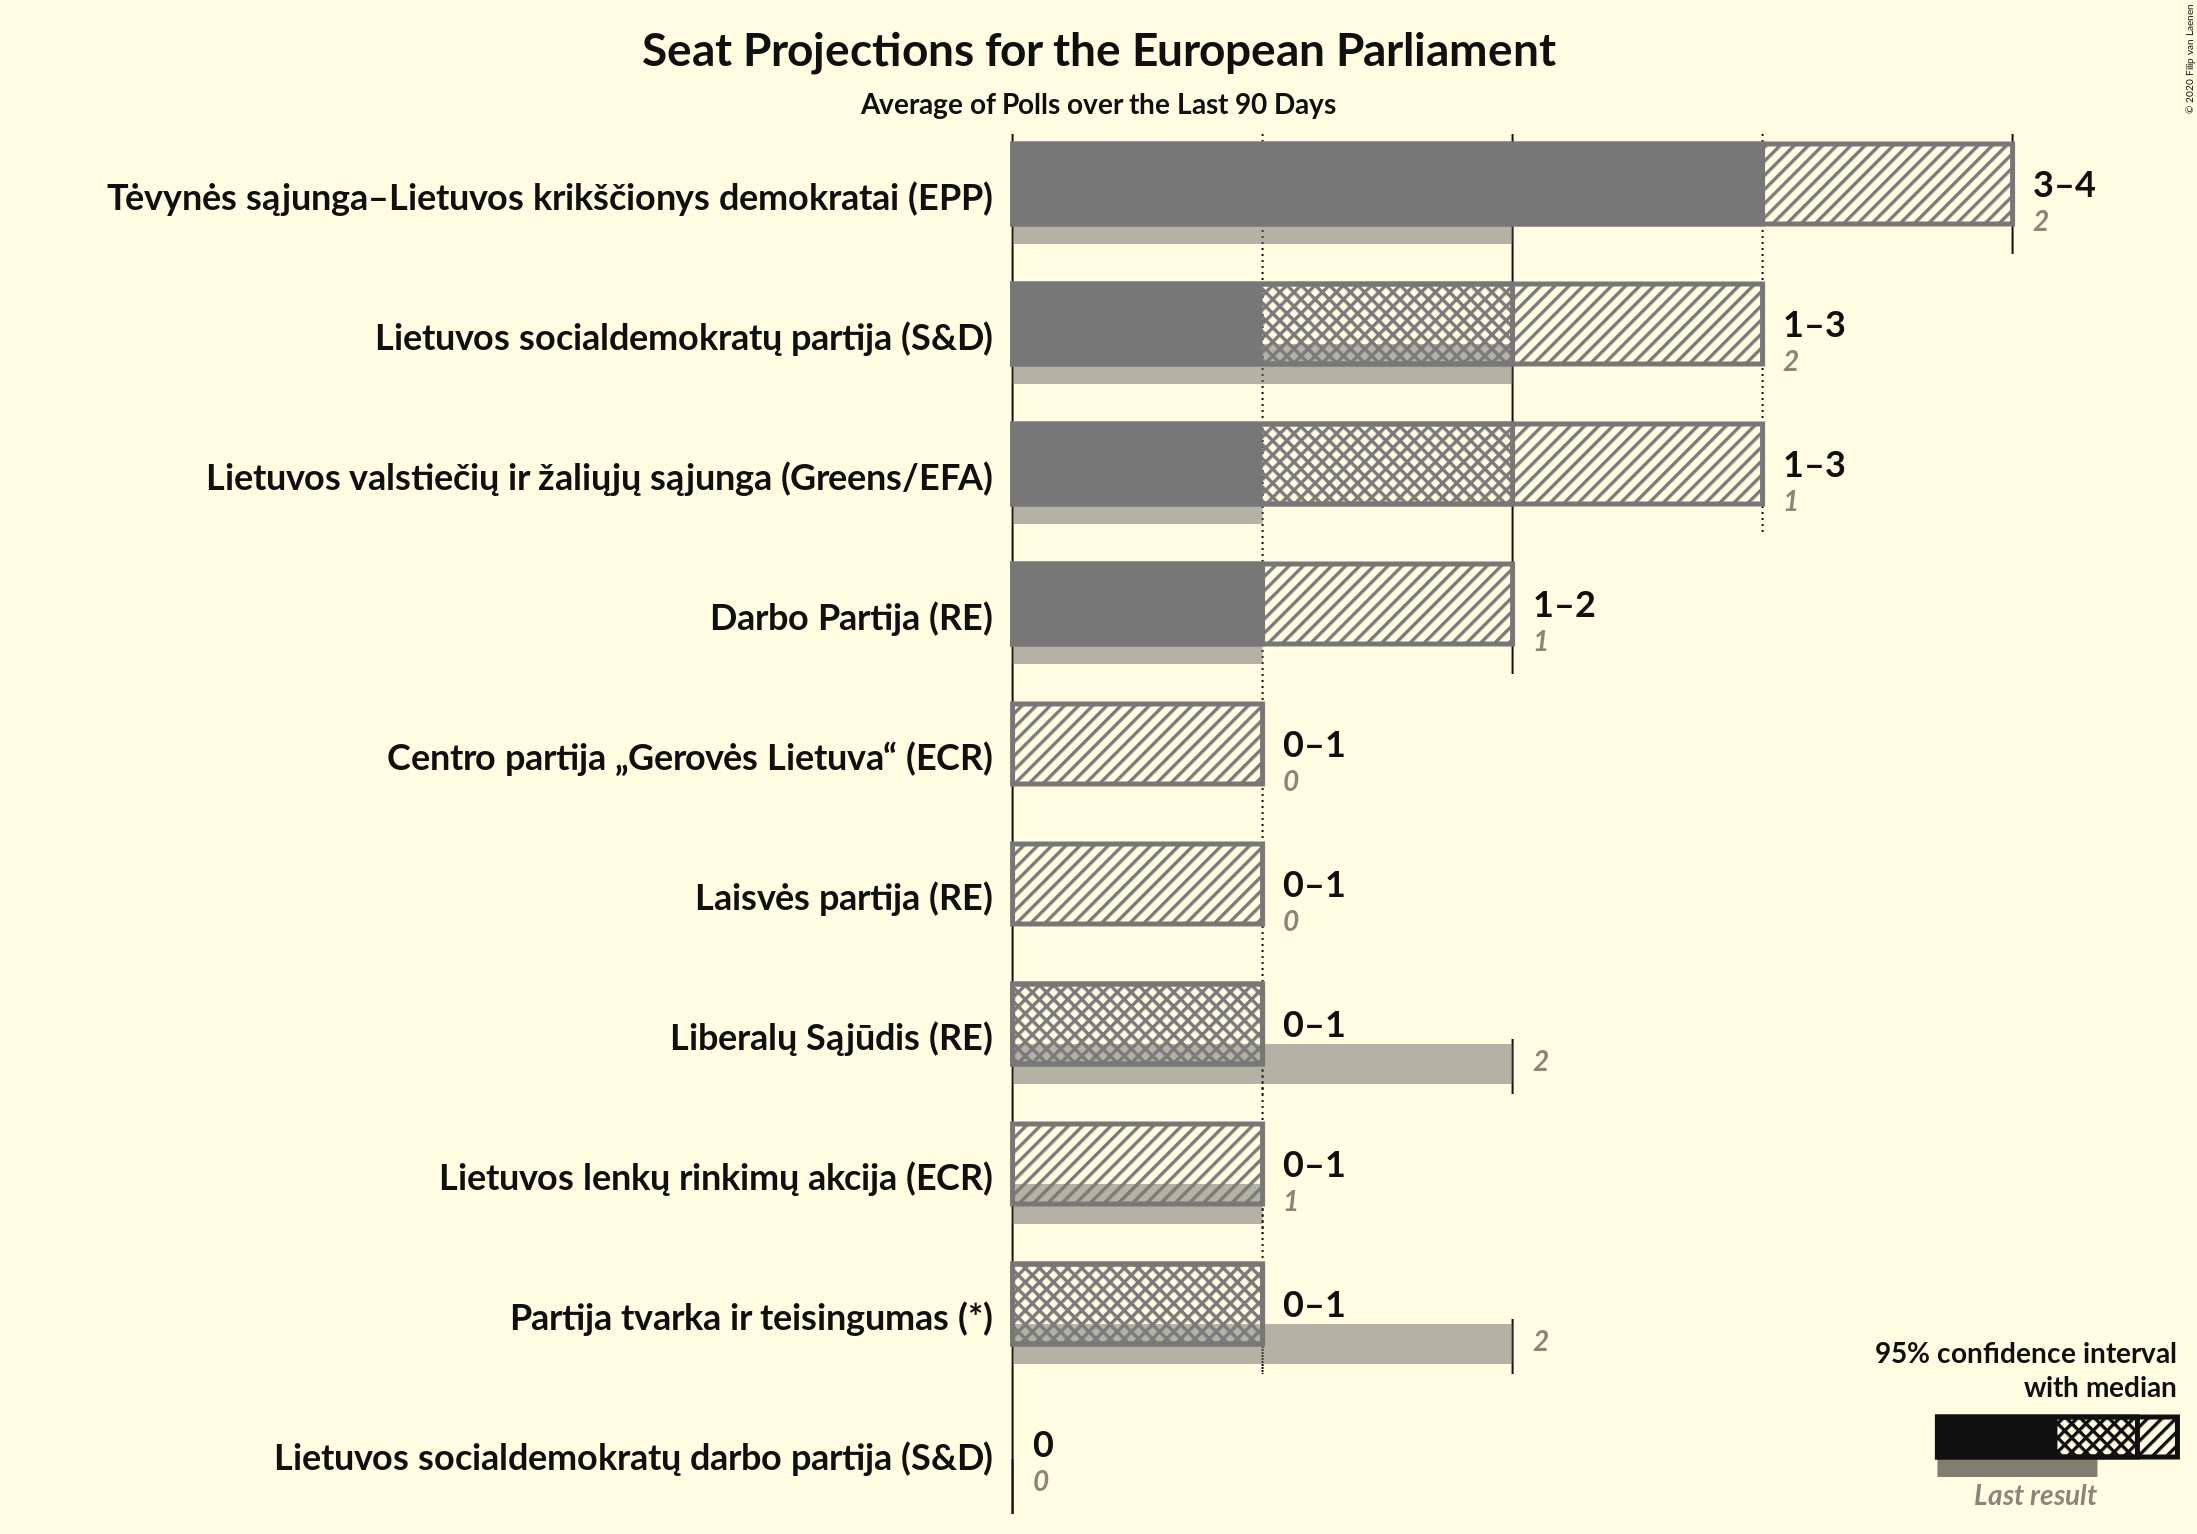 Seat Projections for the European Parliament
Average of Polls over the Last 90 Days
© 2020 Filip van Laenen
Tėvynės sąjunga–Lietuvos krikščionys demokratai (EPP)
3–4
2
Lietuvos socialdemokratų partija (S&D)
1–3
2
Lietuvos valstiečių ir žaliųjų sąjunga (Greens/EFA)
1–3
1
Darbo Partija (RE)
1–2
1
Centro partija „Gerovės Lietuva“ (ECR)
0–1
0
Laisvės partija (RE)
0–1
0
Liberalų Sąjūdis (RE)
0–1
2
Lietuvos lenkų rinkimų akcija (ECR)
0–1
1
Partija tvarka ir teisingumas (*)
0–1
2
Lietuvos socialdemokratų darbo partija (S&D)
0
0
95% confidence interval
with median
Last result